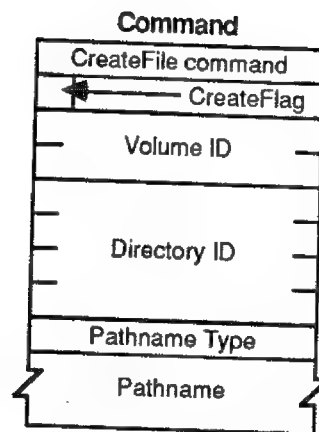 Command
CreateFile command
CreateFlag
Volume ID
Directory ID
Pathname Type
Pathname